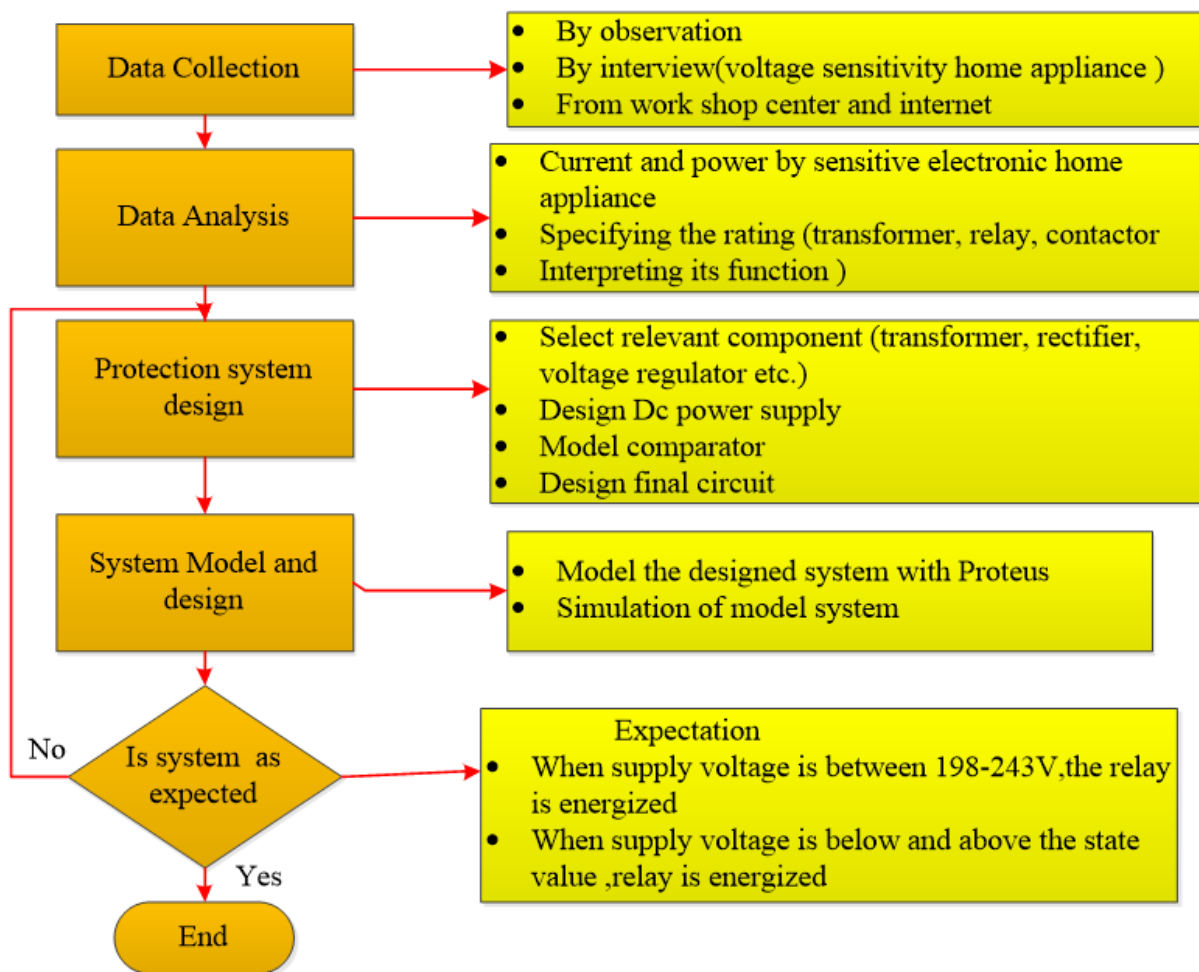 Data Collection
• By observation
• By interview(voltage sensitivity home appliance )
• From work shop center and internet
Data Analysis
• Current and power by sensitive electronic home
appliance
• Specifying the rating (transformer, relay, contactor
• Interpreting its function )
Protection system
design
• Select relevant component (transformer, rectifier,
voltage regulator etc.)
• Design Dc power supply
• Model comparator
• Design final circuit
System Model and
design
• Model the designed system with Proteus
• Simulation of model system
No
Is system as
expected
Yes
Expectation
• When supply voltage is between 198-243V,the relay
is energized
• When supply voltage is below and above the state
value ,relay is energized
End